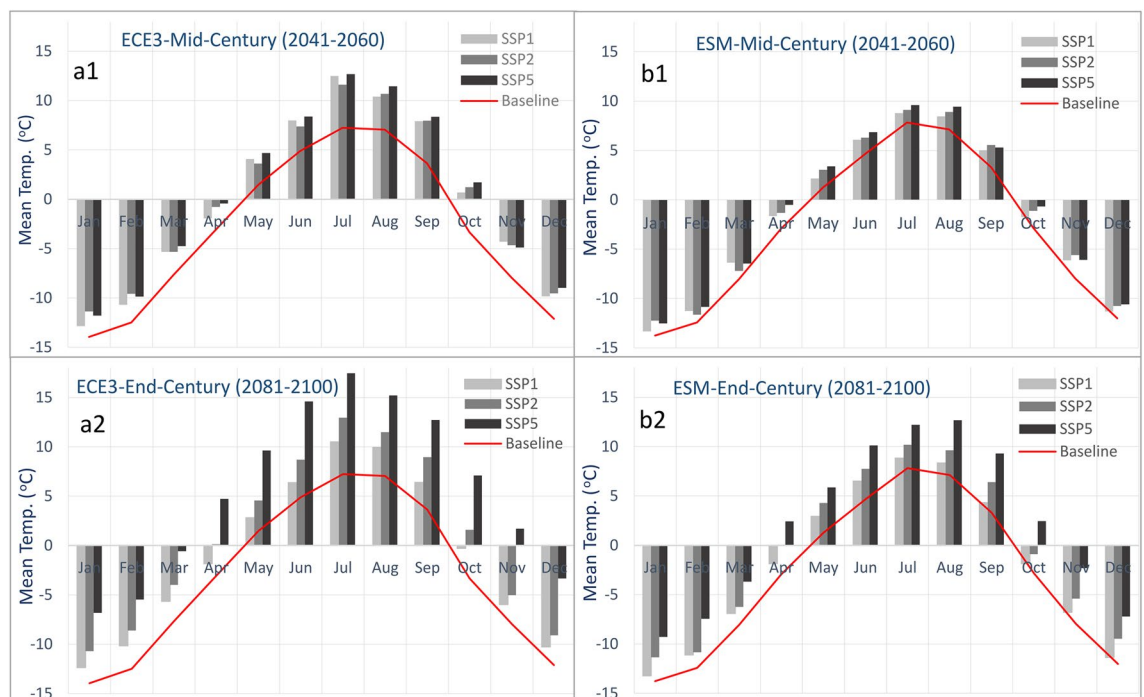 ECE3-Mid-Century (2041-2060)
a1
SSP1
SSP2
SSP5
Baseline
Mean Temp. (°C)
15
10
5
0
-5
-10
-15
Jan Feb Mar Apr May Jun Jul Aug Sep Oct Nov Dec
ESM-Mid-Century (2041-2060)
b1
SSP1
SSP2
SSP5
Baseline
Mean Temp. (°C)
15
10
5
0
-5
-10
-15
Jan Feb Mar Apr May Jun Jul Aug Sep Oct Nov Dec
ECE3-End-Century (2081-2100)
a2
SSP1
SSP2
SSP5
Baseline
Mean Temp. (°C)
15
10
5
0
-5
-10
-15
Jan Feb Mar Apr May Jun Jul Aug Sep Oct Nov Dec
ESM-End-Century (2081-2100)
b2
SSP1
SSP2
SSP5
Baseline
Mean Temp. (°C)
15
10
5
0
-5
-10
-15
Jan Feb Mar Apr May Jun Jul Aug Sep Oct Nov Dec